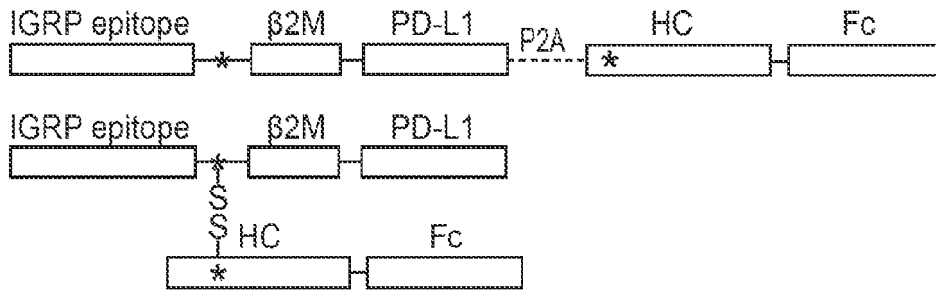 IGRP epitope β2M PD-L1 P2A HC Fc
* *
IGRP epitope β2M PD-L1
*
S
S
HC Fc
*